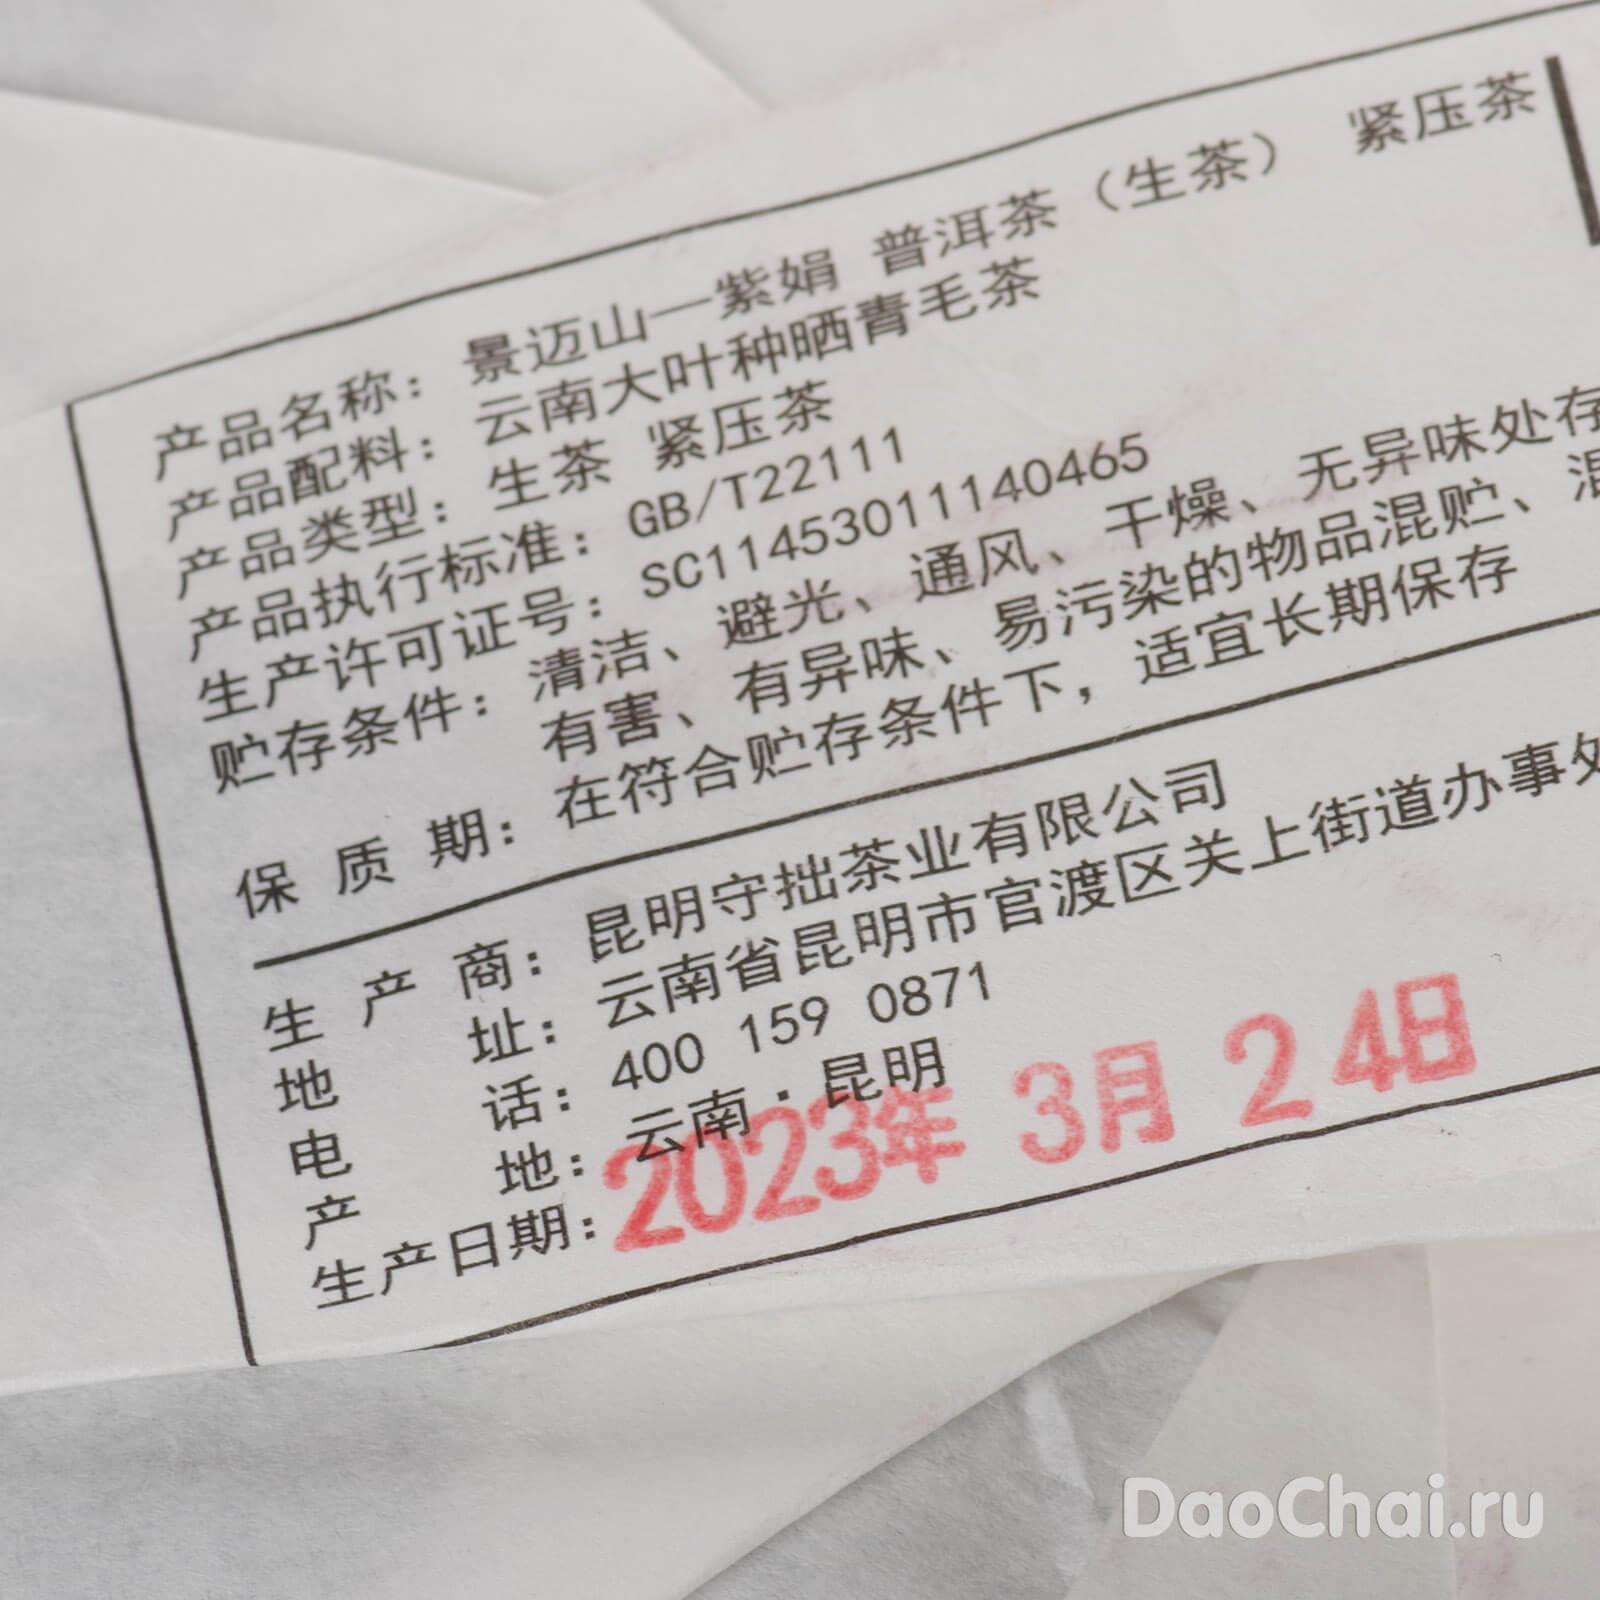 产品名称：景迈山—紫娟 普洱茶（生茶） 紧压茶
产品配料：云南大叶种晒青毛茶
产品类型：生茶 紧压茶
产品执行标准：GB/T22111
生产许可证号：SC11453011140465
贮存条件：清洁、避光、通风、干燥、无异味处存
有害、有异味、易污染的物品混贮、混
保质期：在符合贮存条件下，适宜长期保存
生产商：昆明守拙茶业有限公司
地址：云南省昆明市官渡区关上街道办事处
电话：400 159 0871
产地：云南·昆明
生产日期：2023年 3月 24日
DaoChai.ru